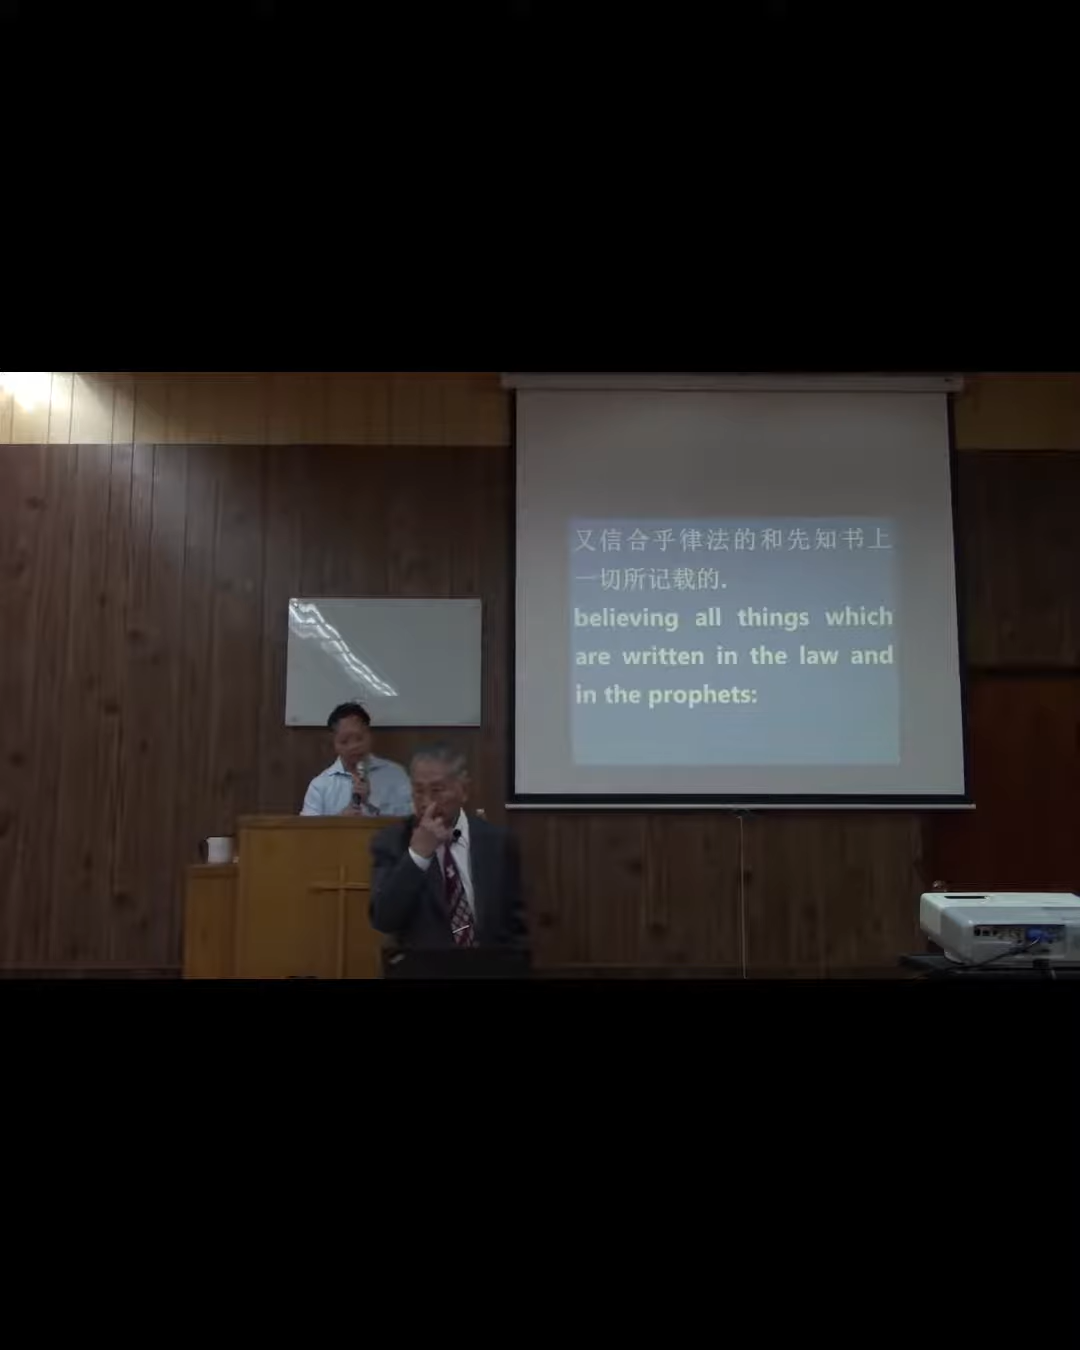 又信合乎律法的和先知书上
一切所记载的.
believing all things which
are written in the law and
in the prophets: